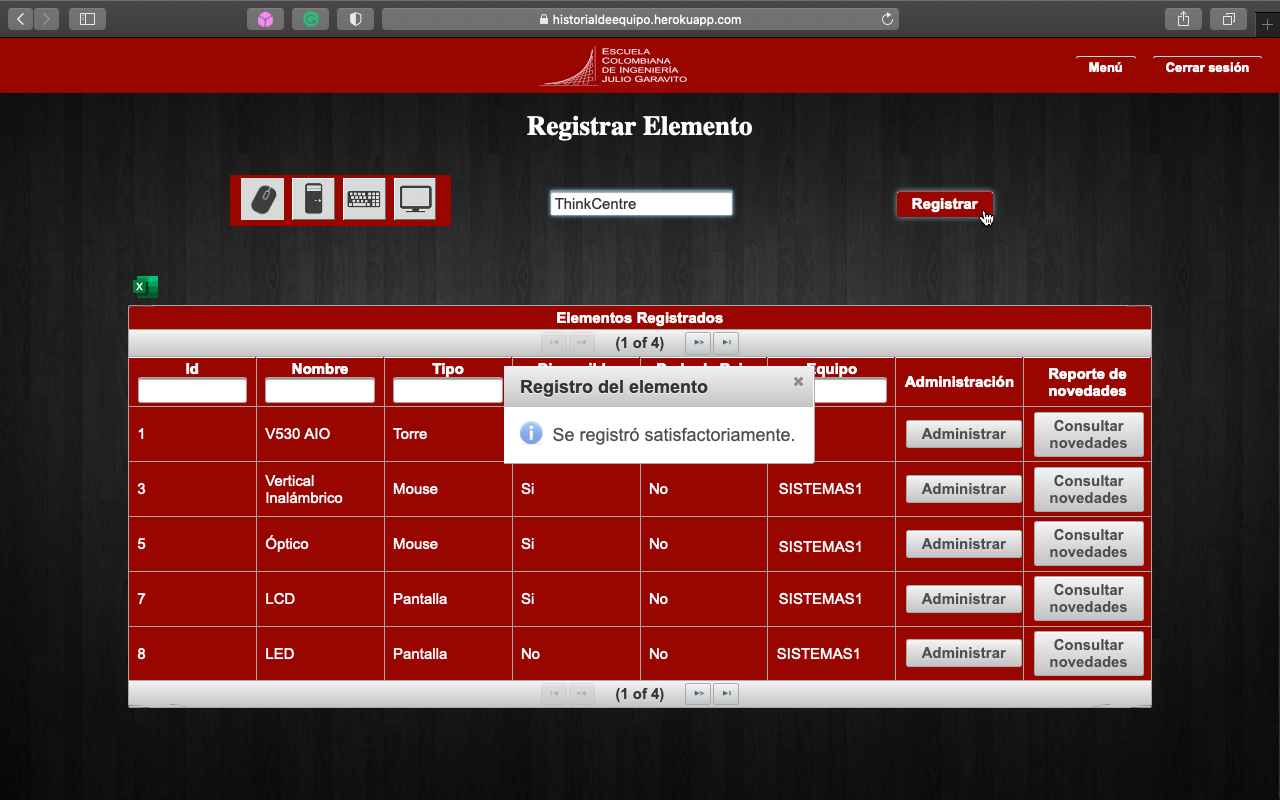 historialdeequipo.herokuapp.com
ESCUELA
COLOMBIANA
DE INGENIERÍA
JULIO GARAVITO
Menú
Cerrar sesión
Registrar Elemento
ThinkCentre
Registrar
Elementos Registrados
(1 of 4)
Id
Nombre
Tipo
Equipo
Administración
Reporte de
novedades
Registro del elemento
Se registró satisfactoriamente.
1
V530 AIO
Torre
Administrar
Consultar
novedades
3
Vertical
Inalámbrico
Mouse
Si
No
SISTEMAS1
Administrar
Consultar
novedades
5
Óptico
Mouse
Si
No
SISTEMAS1
Administrar
Consultar
novedades
7
LCD
Pantalla
Si
No
SISTEMAS1
Administrar
Consultar
novedades
8
LED
Pantalla
No
No
SISTEMAS1
Administrar
Consultar
novedades
(1 of 4)